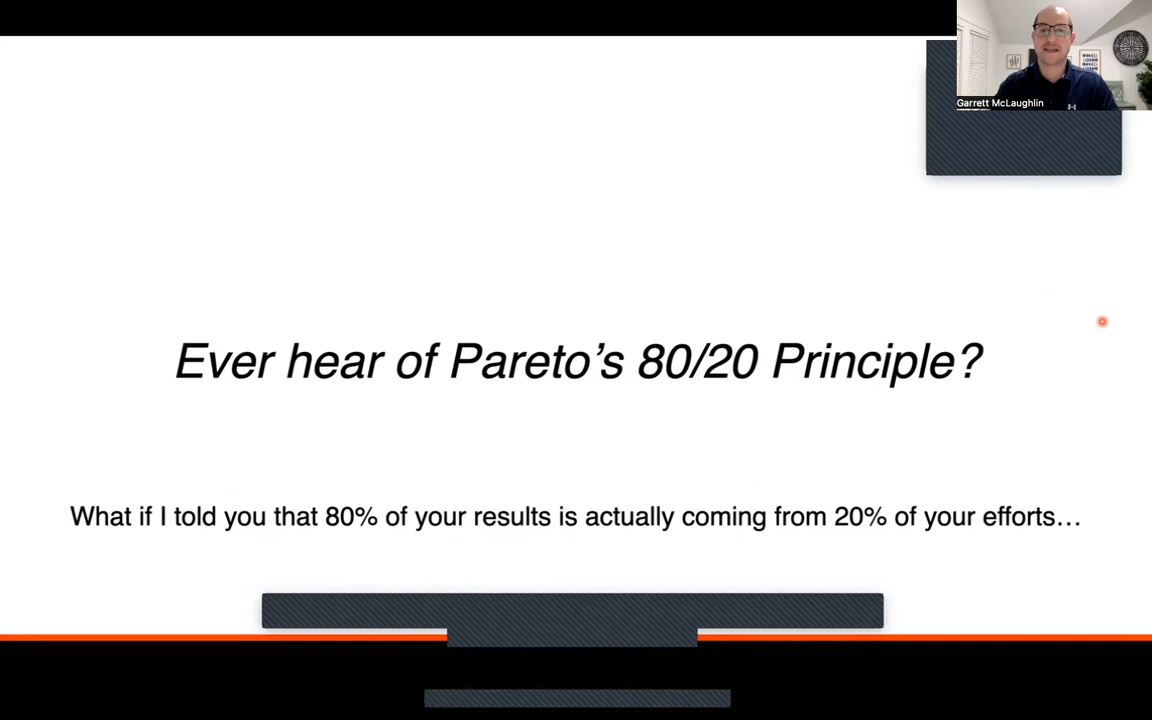 Garrett McLaughlin
Ever hear of Pareto’s 80/20 Principle?
What if I told you that 80% of your results is actually coming from 20% of your efforts…